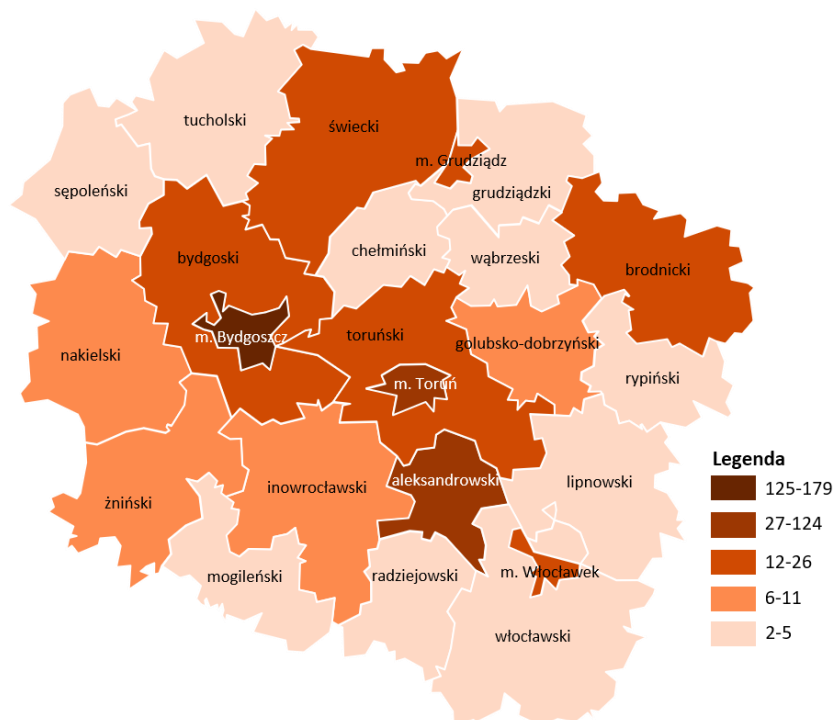 tucholski
świecki
m. Grudziądz
sępoleński
grudziądzki
chełmiński
bydgoski
wąbrzeski
brodnicki
m. Bydgoszcz
toruński
golubsko-dobrzyński
nakielski
m. Toruń
rypiński
Legenda
aleksandrowski
lipnowski
125-179
inowrocławski
żniński
27-124
12-26
mogileński
radziejowski
m. Włocławek
6-11
włocławski
2-5